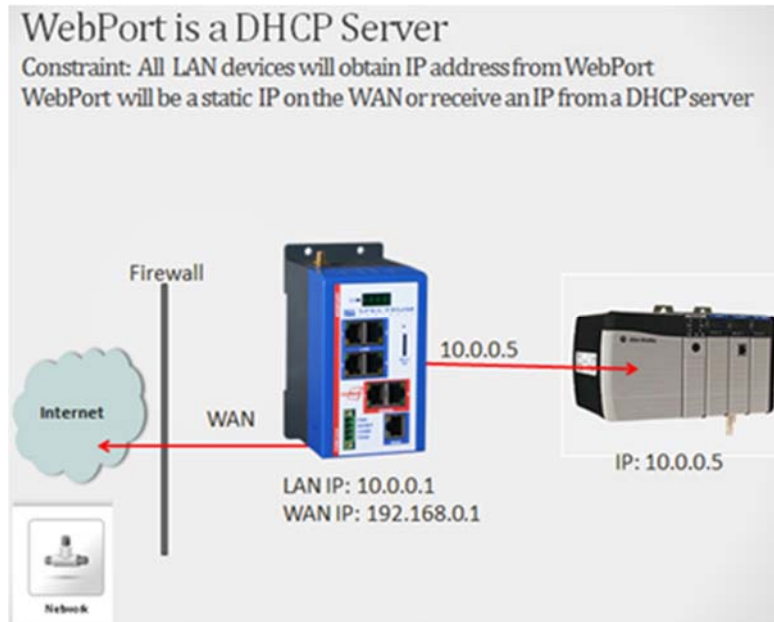 WebPort is a DHCP Server
Constraint: All LAN devices will obtain IP address from WebPort
WebPort will be a static IP on the WAN or receive an IP from a DHCP server
Firewall
10.0.0.5
Internet
WAN
IP: 10.0.0.5
LAN IP: 10.0.0.1
WAN IP: 192.168.0.1
Network